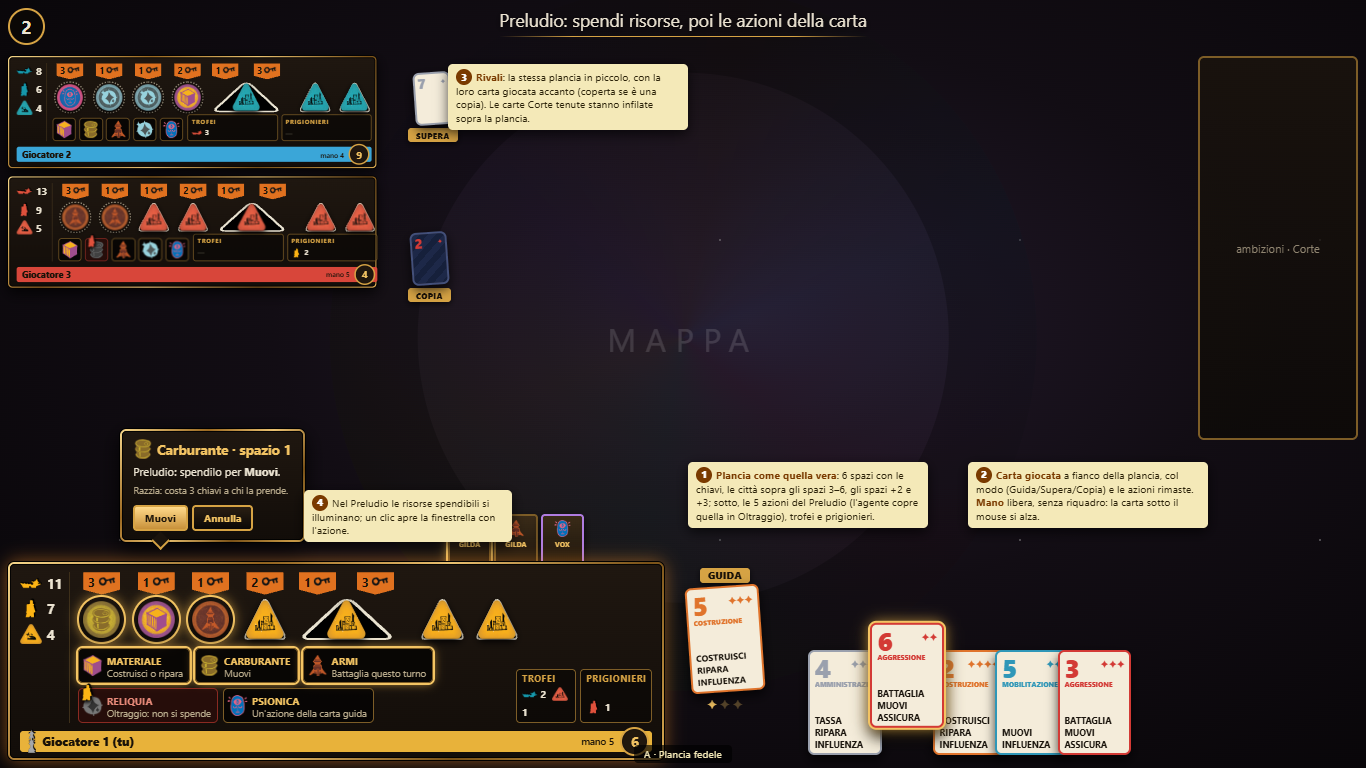 2
Preludio: spendi risorse, poi le azioni della carta
8
6
4
3 1 1 2 1 3
TROFEI
3
PRIGIONIERI
—
Giocatore 2
mano 4
9
7
SUPERA
3 Rivali: la stessa plancia in piccolo, con la
loro carta giocata accanto (coperta se è una
copia). Le carte Corte tenute stanno infilate
sopra la plancia.
13
9
5
3 1 1 2 1 3
TROFEI
—
PRIGIONIERI
2
Giocatore 3
mano 5
4
2
COPIA
ambizioni · Corte
MAPPA
Carburante · spazio 1
Preludio: spendilo per Muovi.
Razzia: costa 3 chiavi a chi la prende.
Muovi
Annulla
4 Nel Preludio le risorse spendibili si
illuminano; un clic apre la finestrella con
l'azione.
1 Plancia come quella vera: 6 spazi con le
chiavi, le città sopra gli spazi 3–6, gli spazi +2 e
+3; sotto, le 5 azioni del Preludio (l'agente copre
quella in Oltraggio), trofei e prigionieri.
2 Carta giocata a fianco della plancia, col
modo (Guida/Supera/Copia) e le azioni rimaste.
Mano libera, senza riquadro: la carta sotto il
mouse si alza.
GILDA
GILDA
VOX
11
7
4
3 1 1 2 1 3
MATERIALE
Costruisci o ripara
CARBURANTE
Muovi
ARMI
Battaglia questo turno
RELIQUIA
Oltraggio: non si spende
PSIONICA
Un'azione della carta guida
TROFEI
2
1
PRIGIONIERI
1
Giocatore 1 (tu)
mano 5
6
A · Plancia fedele
GUIDA
5
COSTRUZIONE
COSTRUISCI
RIPARA
INFLUENZA
4
AMMINISTRAZ
TASSA
RIPARA
INFLUENZA
6
AGGRESSIONE
BATTAGLIA
MUOVI
ASSICURA
2
OSTRUZIONE
OSTRUISCI
RIPARA
INFLUENZA
5
MOBILITAZIONE
MUOVI
INFLUENZA
3
AGGRESSIONE
BATTAGLIA
MUOVI
ASSICURA